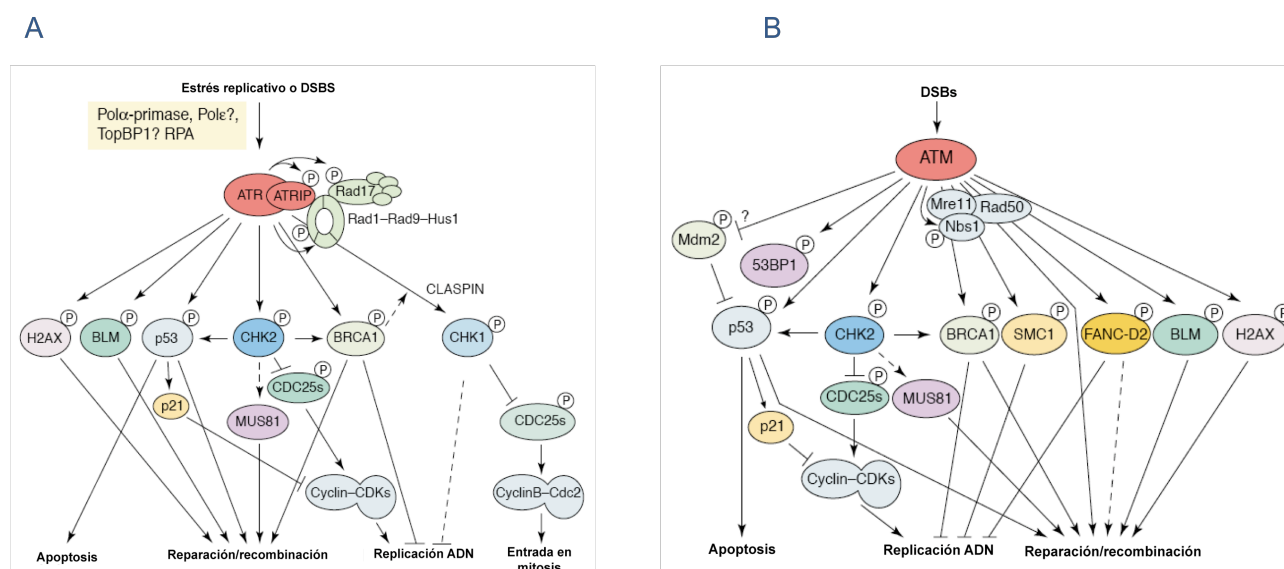 A
B
Estrés replicativo o DSBS
Polα-primase, Polε?,
TopBP1? RPA
ATR
ATRIP
P
P
Rad17
Rad1–Rad9–Hus1
P
CLASPIN
H2AX
P
BLM
P
p53
P
CHK2
P
BRCA1
P
CHK1
P
p21
CDC25s
P
MUS81
CDC25s
P
Cyclin–CDKs
CyclinB–Cdc2
Apoptosis
Reparación/recombinación
Replicación ADN
Entrada en
mitosis
DSBs
ATM
Mre11
Rad50
Nbs1
P
Mdm2
P
?
53BP1
P
p53
P
CHK2
P
BRCA1
P
SMC1
P
FANC-D2
P
BLM
P
H2AX
P
CDC25s
P
MUS81
p21
Cyclin–CDKs
Apoptosis
Replicación ADN
Reparación/recombinación